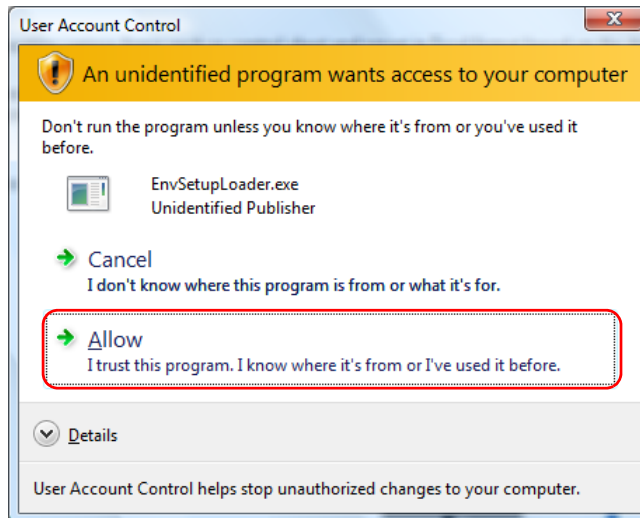 User Account Control
An unidentified program wants access to your computer
Don't run the program unless you know where it's from or you've used it
before.
EnvSetupLoader.exe
Unidentified Publisher
Cancel
I don't know where this program is from or what it's for.
Allow
I trust this program. I know where it's from or I've used it before.
Details
User Account Control helps stop unauthorized changes to your computer.